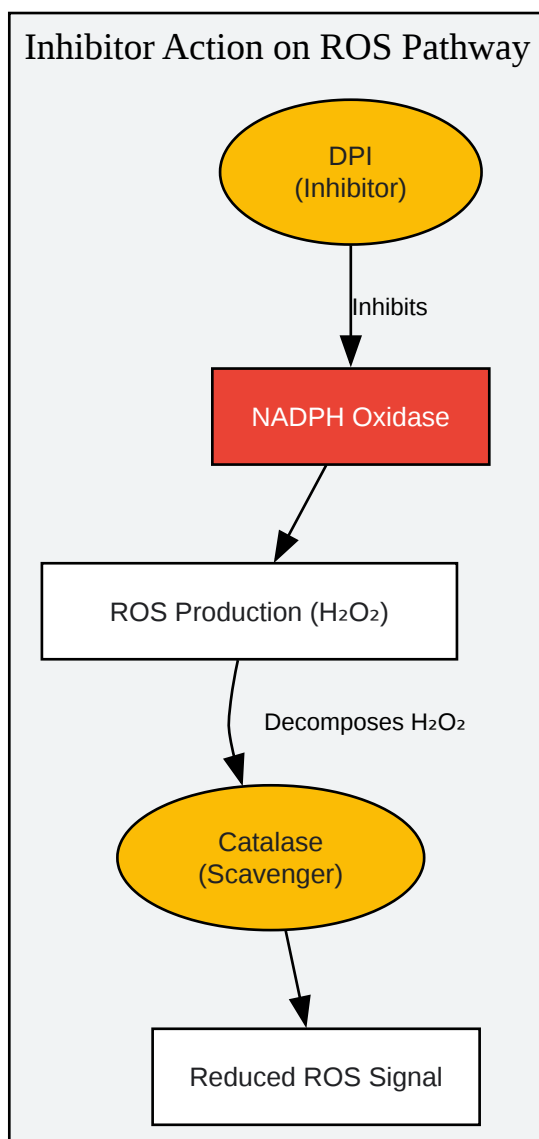 Inhibitor Action on ROS Pathway
DPI
(Inhibitor)
Inhibits
NADPH Oxidase
ROS Production (H₂O₂)
Decomposes H₂O₂
Catalase
(Scavenger)
Reduced ROS Signal